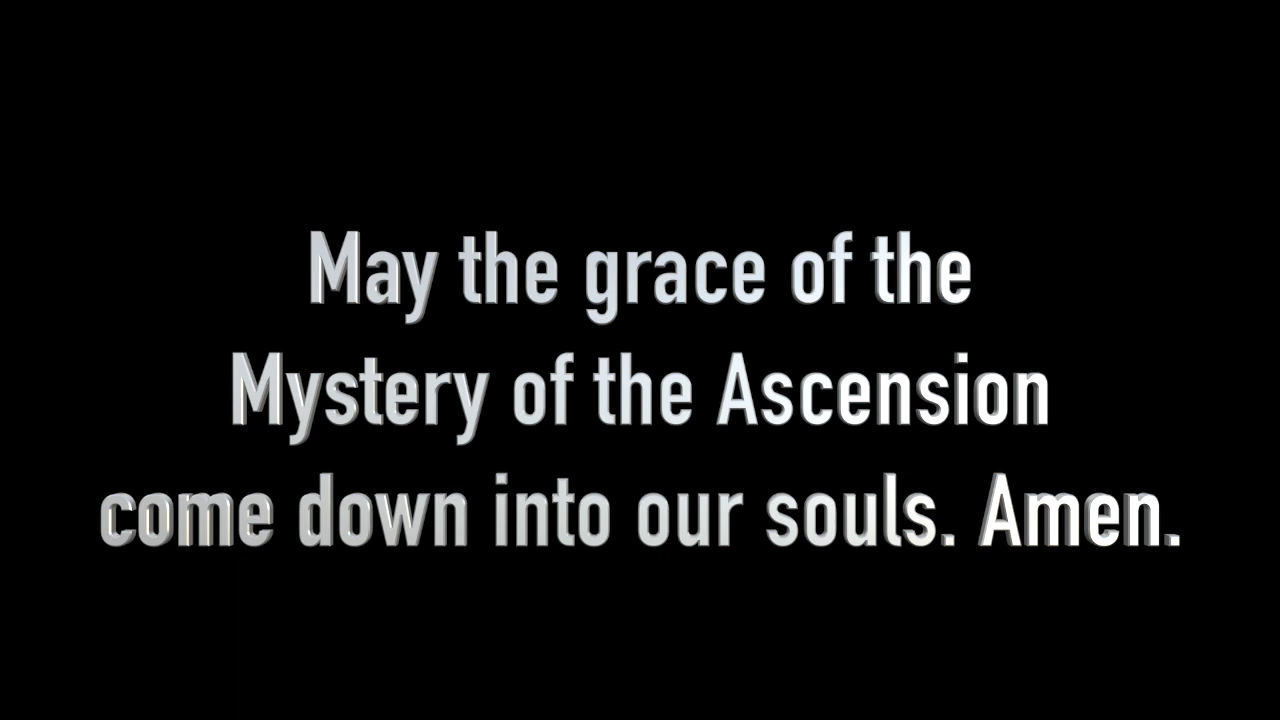 May the grace of the
Mystery of the Ascension
come down into our souls. Amen.